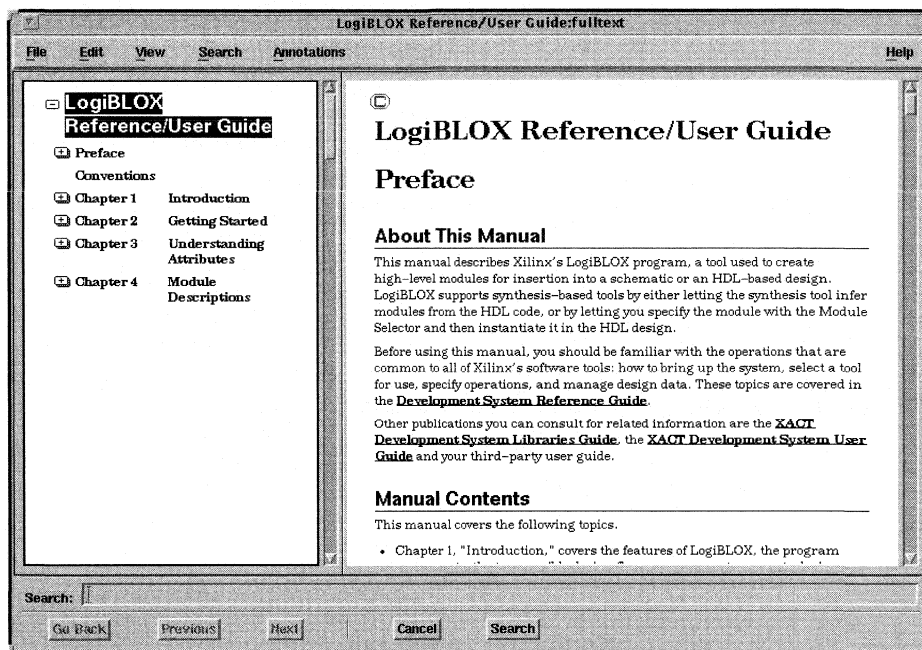 LogiBLOX Reference/User Guide:fulltext
File Edit View Search Annotations Help
LogiBLOX
Reference/User Guide
Preface
Conventions
Chapter 1 Introduction
Chapter 2 Getting Started
Chapter 3 Understanding
Attributes
Chapter 4 Module
Descriptions
LogiBLOX Reference/User Guide
Preface
About This Manual
This manual describes Xilinx's LogiBLOX program, a tool used to create
high-level modules for insertion into a schematic or an HDL-based design.
LogiBLOX supports synthesis-based tools by either letting the synthesis tool infer
modules from the HDL code, or by letting you specify the module with the Module
Selector and then instantiate it in the HDL design.
Before using this manual, you should be familiar with the operations that are
common to all of Xilinx's software tools: how to bring up the system, select a tool
for use, specify operations, and manage design data. These topics are covered in
the Development System Reference Guide.
Other publications you can consult for related information are the XACT
Development System Libraries Guide, the XACT Development System User
Guide and your third-party user guide.
Manual Contents
This manual covers the following topics.
• Chapter 1, "Introduction," covers the features of LogiBLOX, the program
Search:
Go Back Previous Next Cancel Search